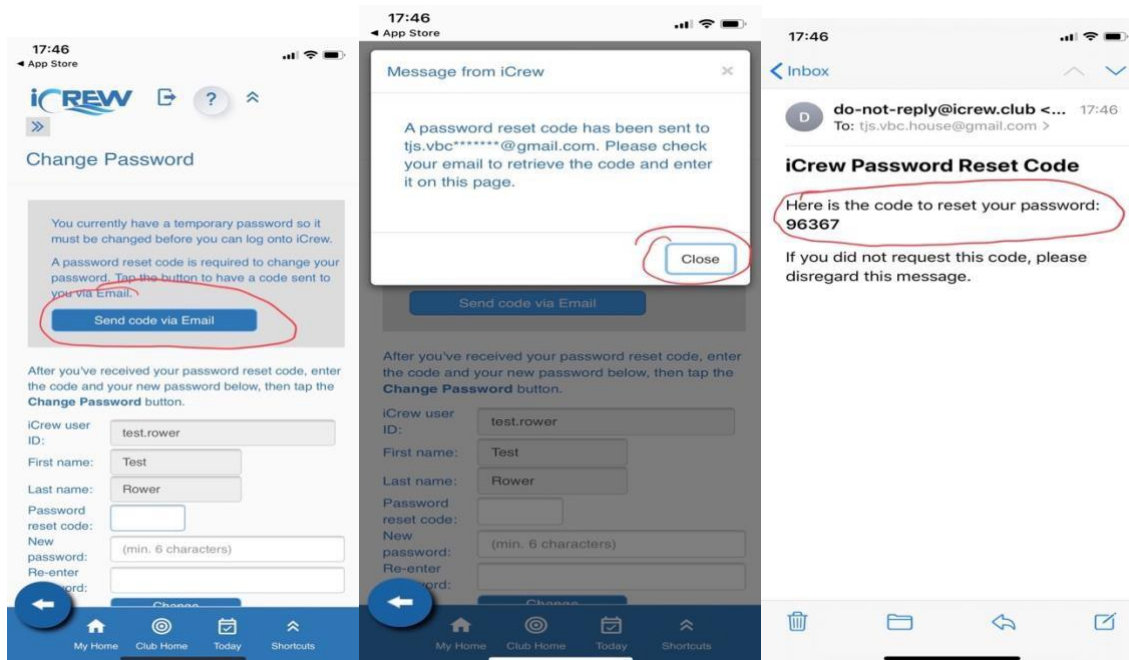 17:46
App Store
iCREW
?
Change Password
You currently have a temporary password so it
must be changed before you can log onto iCrew.
A password reset code is required to change your
password. Tap the button to have a code sent to
you via Email.
Send code via Email
After you've received your password reset code, enter
the code and your new password below, then tap the
Change Password button.
iCrew user
ID:
test.rower
First name:
Test
Last name:
Rower
Password
reset code:
New
password:
(min. 6 characters)
Re-enter
Change
My Home
Club Home
Today
Shortcuts
17:46
App Store
Message from iCrew
A password reset code has been sent to
tjs.vbc*******@gmail.com. Please check
your email to retrieve the code and enter
it on this page.
Close
Send code via Email
After you've received your password reset code, enter
the code and your new password below, then tap the
Change Password button.
iCrew user
ID:
test.rower
First name:
Test
Last name:
Rower
Password
reset code:
New
password:
(min. 6 characters)
Re-enter
Change
My Home
Club Home
Today
Shortcuts
17:46
Inbox
D
do-not-reply@icrew.club <... 17:46
To: tjs.vbc.house@gmail.com >
iCrew Password Reset Code
Here is the code to reset your password:
96367
If you did not request this code, please
disregard this message.